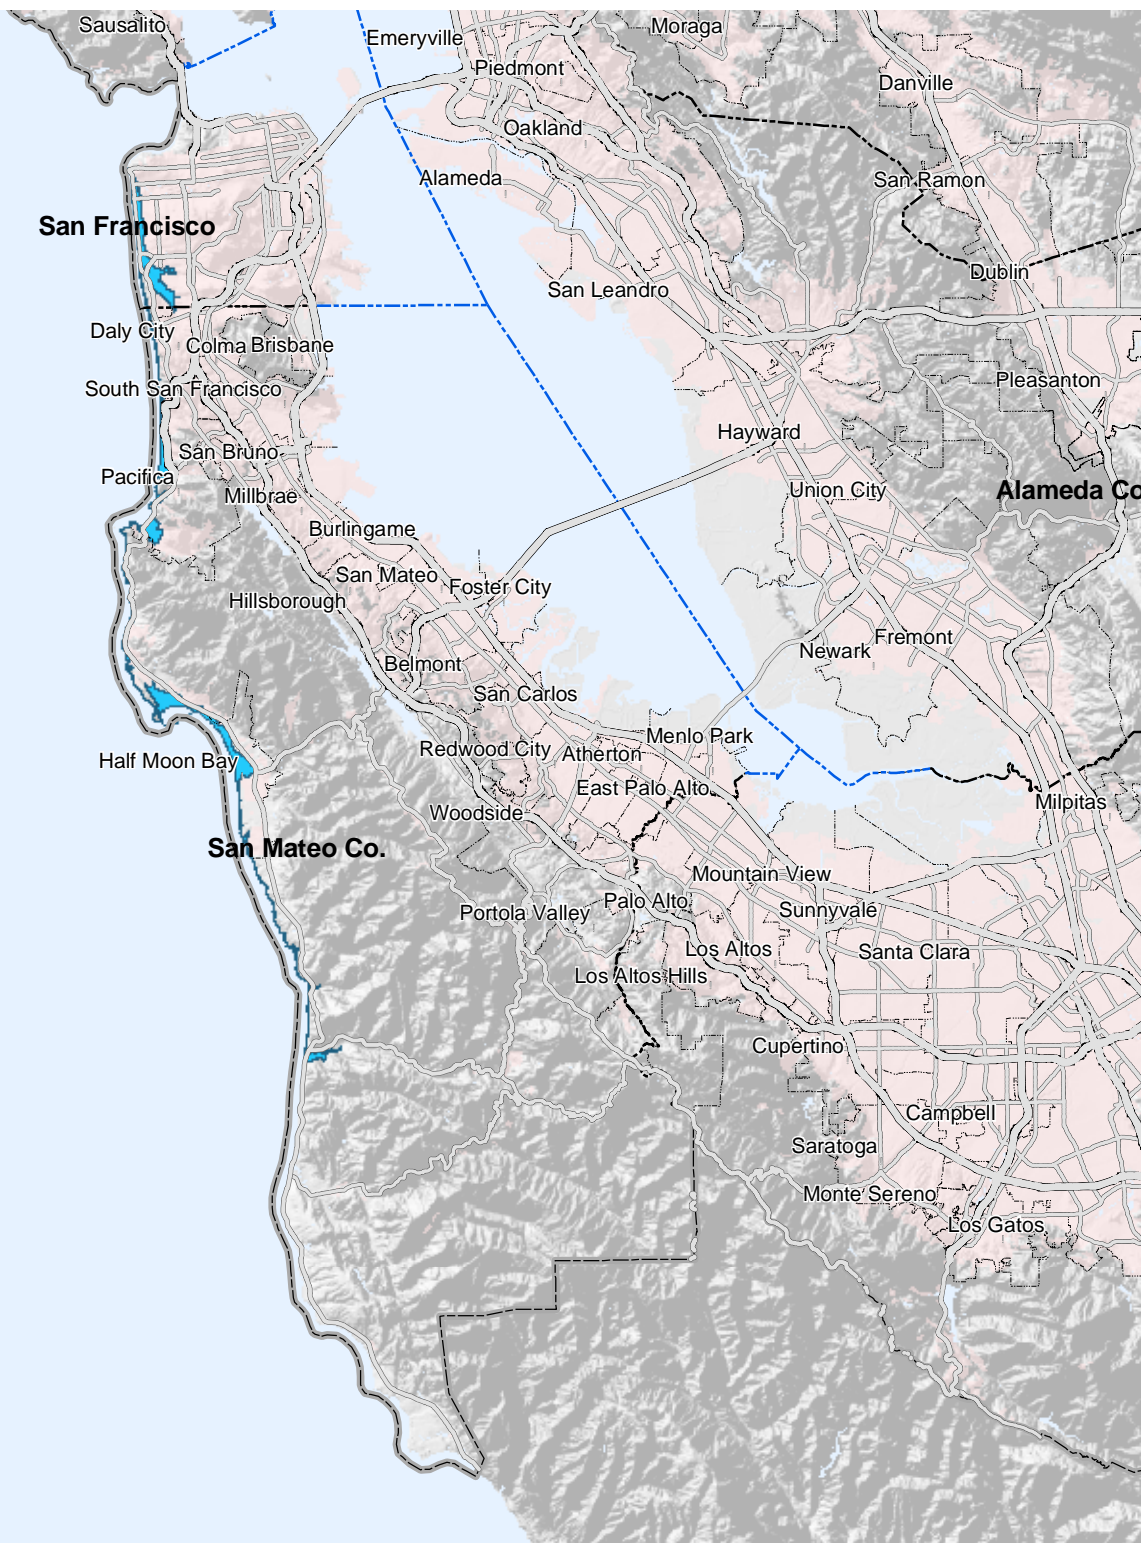 Sausalito
Moraga
Emeryville
Piedmont
Danville
Oakland
Alameda
San Ramon
San Francisco
Dublin
San Leandro
Daly City
Colma
Brisbane
Pleasanton
South San Francisco
Hayward
San Bruno
Pacifica
Millbrae
Union City
Alameda Co
Burlingame
San Mateo
Foster City
Hillsborough
Fremont
Newark
Belmont
San Carlos
Menlo Park
Redwood City
Atherton
Half Moon Bay
East Palo Alto
Milpitas
Woodside
San Mateo Co.
Mountain View
Palo Alto
Sunnyvale
Portola Valley
Los Altos
Santa Clara
Los Altos Hills
Cupertino
Campbell
Saratoga
Monte Sereno
Los Gatos